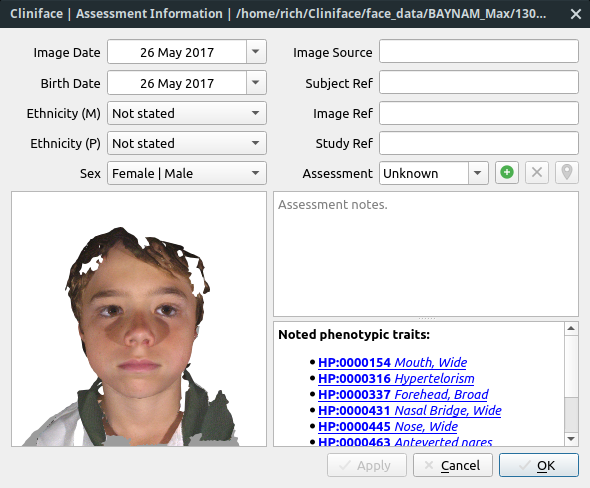 Cliniface | Assessment Information | /home/rich/Cliniface/face_data/BAYNAM_Max/130...
Image Date 26 May 2017
Birth Date 26 May 2017
Ethnicity (M) Not stated
Ethnicity (P) Not stated
Sex Female | Male
Image Source
Subject Ref
Image Ref
Study Ref
Assessment Unknown
Assessment notes.
Noted phenotypic traits:
HP:0000154 Mouth, Wide
HP:0000316 Hypertelorism
HP:0000337 Forehead, Broad
HP:0000431 Nasal Bridge, Wide
HP:0000445 Nose, Wide
HP:0000463 Anteverted nares
Apply
Cancel
OK